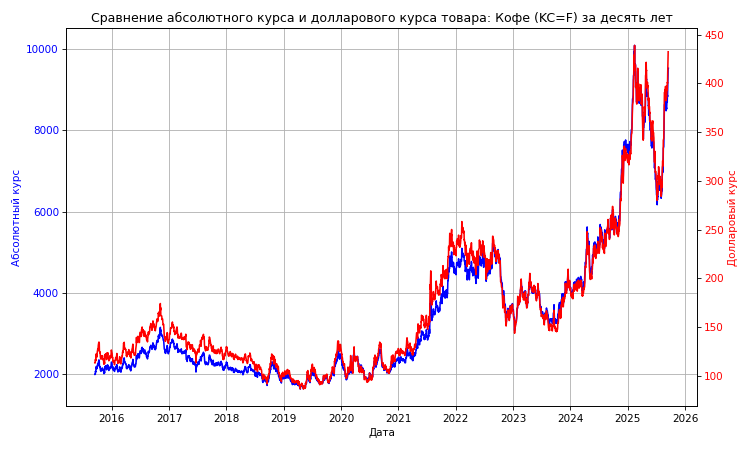 Сравнение абсолютного курса и долларового курса товара: Кофе (KC=F) за десять лет
Абсолютный курс
10000
8000
6000
4000
2000
450
400
350
300
250
200
150
100
Долларовый курс
2016 2017 2018 2019 2020 2021 2022 2023 2024 2025 2026
Дата